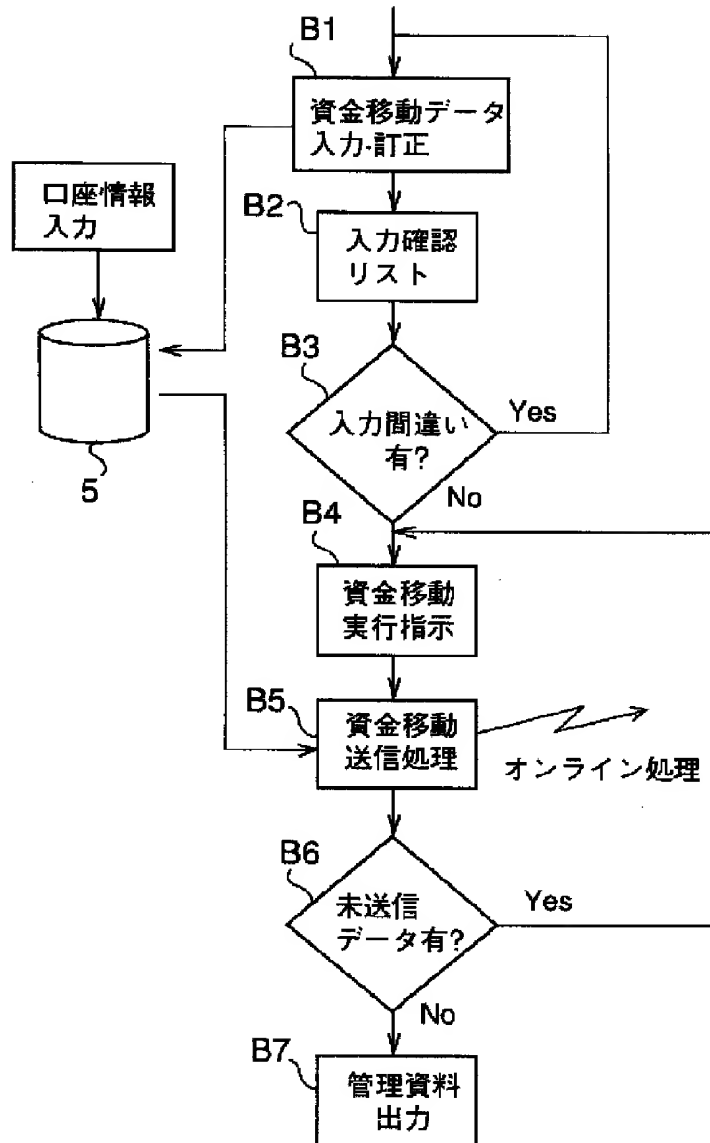 B1
資金移動データ
入力・訂正
口座情報
入力
B2
入力確認
リスト
B3
入力間違い
有?
Yes
No
5
B4
資金移動
実行指示
B5
資金移動
送信処理
オンライン処理
B6
未送信
データ有?
Yes
No
B7
管理資料
出力